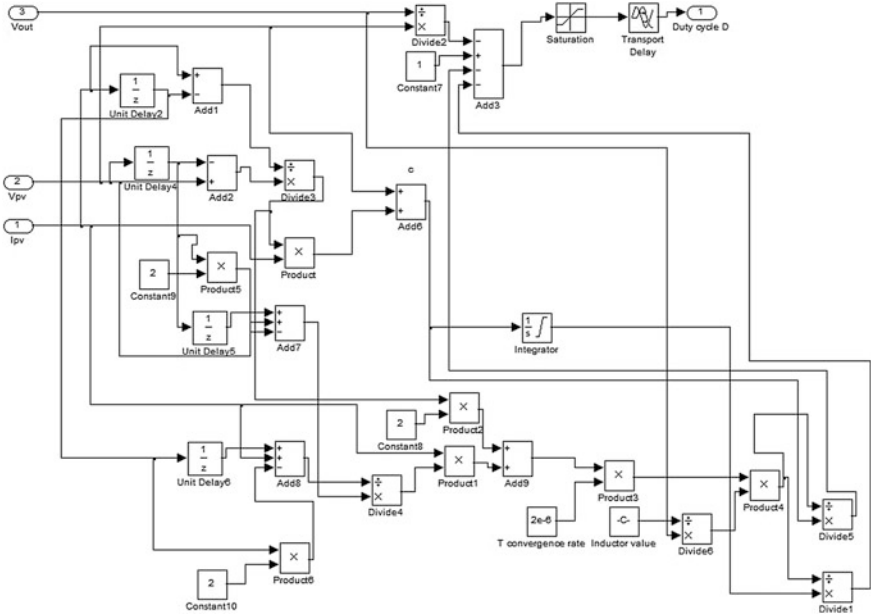 3
Vout
÷
×
Divide2
1
Constant7
−
+
−
−
Add3
Saturation
Transport
Delay
1
Duty cycle D
1
z
Unit Delay2
+
−
Add1
1
z
Unit Delay4
−
+
Add2
÷
×
Divide3
2
Vpv
1
Ipv
c
+
+
Add6
×
Product
2
Constant9
×
Product5
1
z
Unit Delay5
+
+
−
Add7
1
s
Integrator
2
Constant8
×
Product2
1
z
Unit Delay6
+
+
−
Add8
÷
×
Divide4
×
Product1
+
+
Add9
×
Product3
×
Product4
2e-6
T convergence rate
-C-
Inductor value
÷
×
Divide6
÷
×
Divide5
2
Constant10
×
Product6
÷
×
Divide1